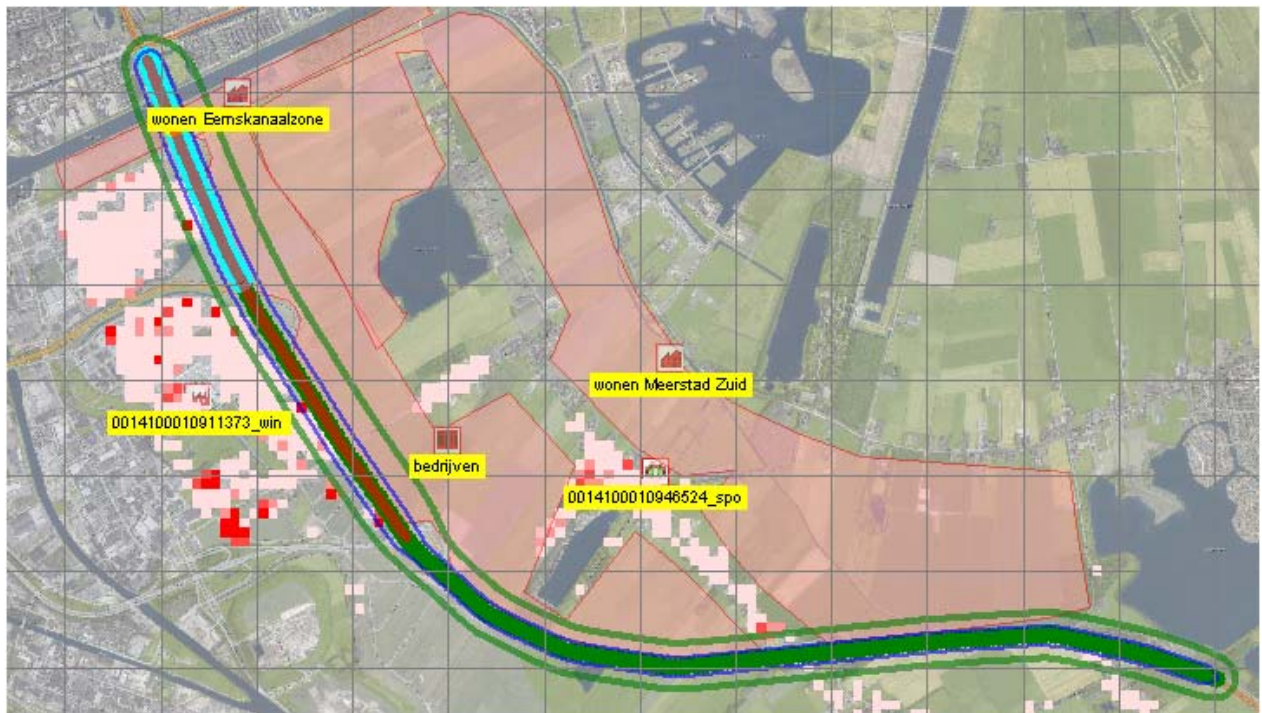 wonen Eemskanaalzone
wonen Meerstad Zuid
0014100010911373_win
bedrijven
0014100010946524_spo